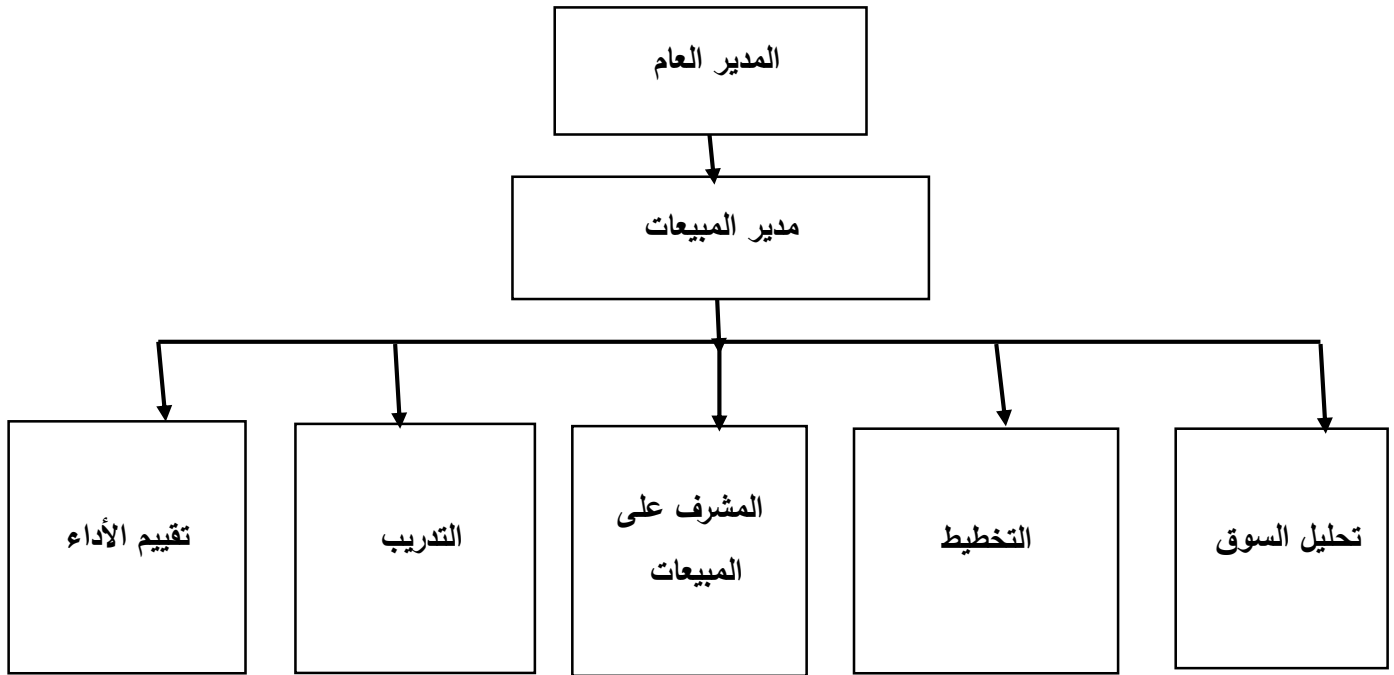 المدير العام
مدير المبيعات
تحليل السوق
التخطيط
المشرف على
المبيعات
التدريب
تقييم الأداء